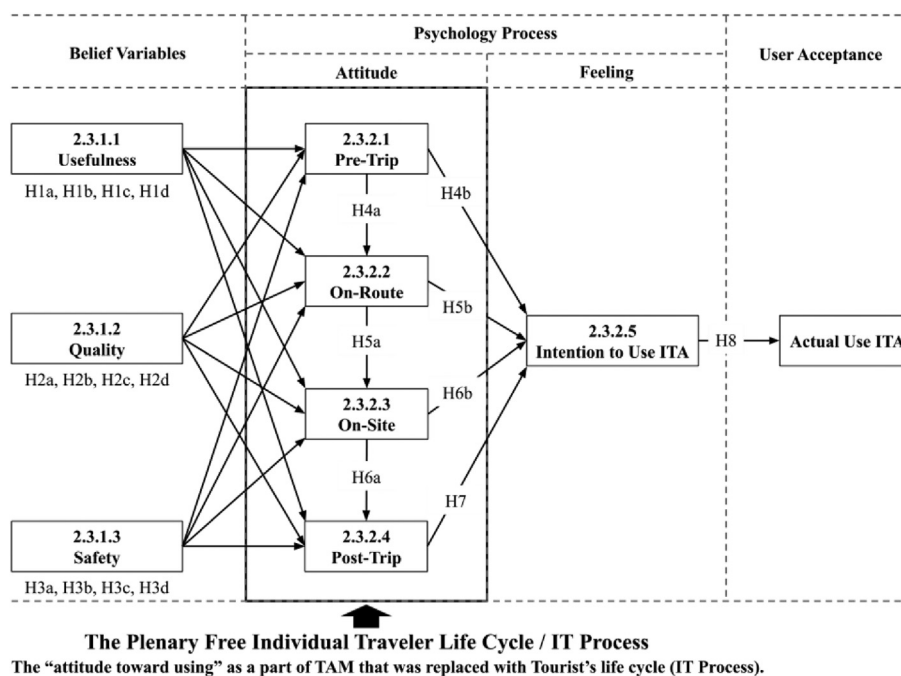 Psychology Process
Belief Variables
User Acceptance
Attitude
Feeling
2.3.1.1
Usefulness
H1a, H1b, H1c, H1d
2.3.1.2
Quality
H2a, H2b, H2c, H2d
2.3.1.3
Safety
H3a, H3b, H3c, H3d
2.3.2.1
Pre-Trip
H4a
H4b
2.3.2.2
On-Route
H5b
H5a
2.3.2.3
On-Site
H6b
H6a
2.3.2.4
Post-Trip
H7
2.3.2.5
Intention to Use ITA
H8
Actual Use ITA
The Plenary Free Individual Traveler Life Cycle / IT Process
The “attitude toward using” as a part of TAM that was replaced with Tourist’s life cycle (IT Process).